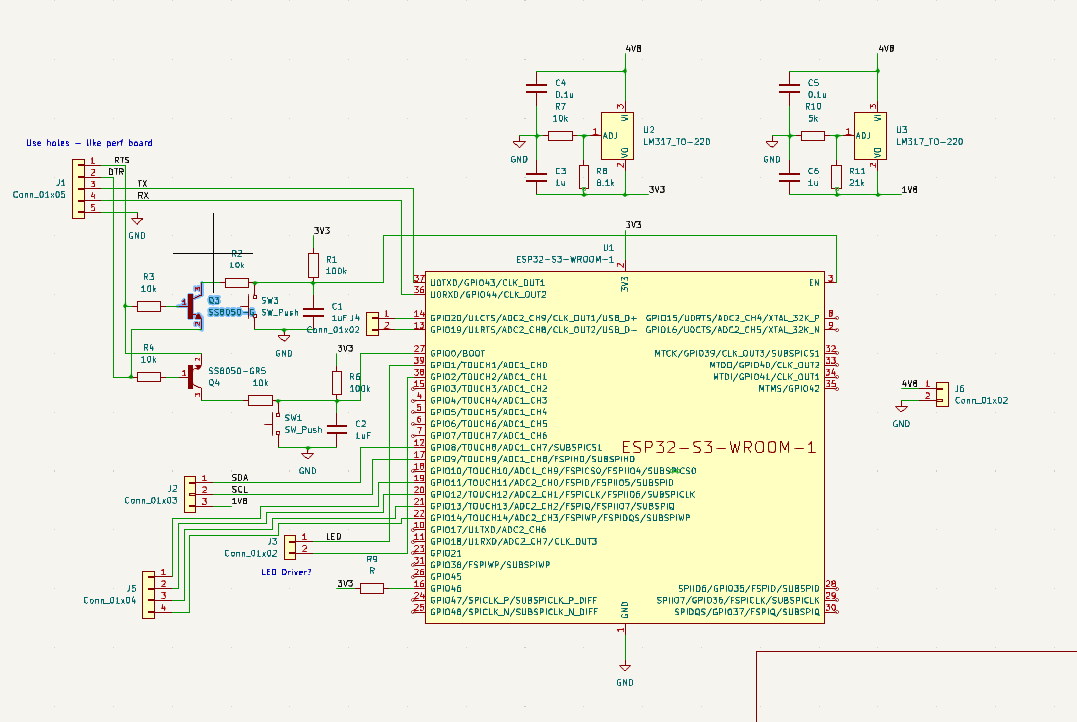 4V8
C4
0.1u
R7
10k
3
VI
1
ADJ
U2
LM317_TO-220
GND
VO
2
C3
1u
R8
8.1k
3V3
4V8
C5
0.1u
R10
5k
3
VI
1
ADJ
U3
LM317_TO-220
GND
VO
2
C6
1u
R11
21k
1V8
Use holes - like perf board
J1
Conn_01x05
1
RTS
2
DTR
3
TX
4
RX
5
GND
R2
10k
3V3
R1
100k
R3
10k
1
3
2
Q3
SS8050-G
SW3
SW_Push
C1
1uF
GND
J4
Conn_01x02
1
2
R4
10k
1
2
3
SS8050-GR5
Q4
10k
3V3
R6
100k
SW1
SW_Push
C2
1uF
GND
J2
Conn_01x03
1
SDA
2
SCL
3
1V8
J3
Conn_01x02
1
LED
2
LED Driver?
J5
Conn_01x04
1
2
3
4
3V3
R9
R
3V3
2
3V3
U1
ESP32-S3-WROOM-1
ESP32-S3-WROOM-1
37 U0TXD/GPIO43/CLK_OUT1
36 U0RXD/GPIO44/CLK_OUT2
14 GPIO20/U1CTS/ADC2_CH9/CLK_OUT1/USB_D+
13 GPIO19/U1RTS/ADC2_CH8/CLK_OUT2/USB_D-
27 GPIO0/BOOT
39 GPIO1/TOUCH1/ADC1_CH0
38 GPIO2/TOUCH2/ADC1_CH1
15 GPIO3/TOUCH3/ADC1_CH2
4 GPIO4/TOUCH4/ADC1_CH3
5 GPIO5/TOUCH5/ADC1_CH4
6 GPIO6/TOUCH6/ADC1_CH5
7 GPIO7/TOUCH7/ADC1_CH6
12 GPIO8/TOUCH8/ADC1_CH7/SUBSPICS1
17 GPIO9/TOUCH9/ADC1_CH8/FSPIHD/SUBSPIHD
18 GPIO10/TOUCH10/ADC1_CH9/FSPICS0/FSPIIO4/SUBSPICS0
19 GPIO11/TOUCH11/ADC2_CH0/FSPID/FSPIIO5/SUBSPID
20 GPIO12/TOUCH12/ADC2_CH1/FSPICLK/FSPIIO6/SUBSPICLK
21 GPIO13/TOUCH13/ADC2_CH2/FSPIQ/FSPIIO7/SUBSPIQ
22 GPIO14/TOUCH14/ADC2_CH3/FSPIWP/FSPIDQS/SUBSPIWP
10 GPIO17/U1TXD/ADC2_CH6
11 GPIO18/U1RXD/ADC2_CH7/CLK_OUT3
23 GPIO21
31 GPIO38/FSPIWP/SUBSPIWP
26 GPIO45
16 GPIO46
24 GPIO47/SPICLK_P/SUBSPICLK_P_DIFF
25 GPIO48/SPICLK_N/SUBSPICLK_N_DIFF
EN 3
GPIO15/U0RTS/ADC2_CH4/XTAL_32K_P 8
GPIO16/U0CTS/ADC2_CH5/XTAL_32K_N 9
MTCK/GPIO39/CLK_OUT3/SUBSPICS1 32
MTDO/GPIO40/CLK_OUT2 33
MTDI/GPIO41/CLK_OUT1 34
MTMS/GPIO42 35
SPIIO6/GPIO35/FSPID/SUBSPID 28
SPIIO7/GPIO36/FSPICLK/SUBSPICLK 29
SPIDQS/GPIO37/FSPIQ/SUBSPIQ 30
GND
1
GND
4V8
1
2
J6
Conn_01x02
GND